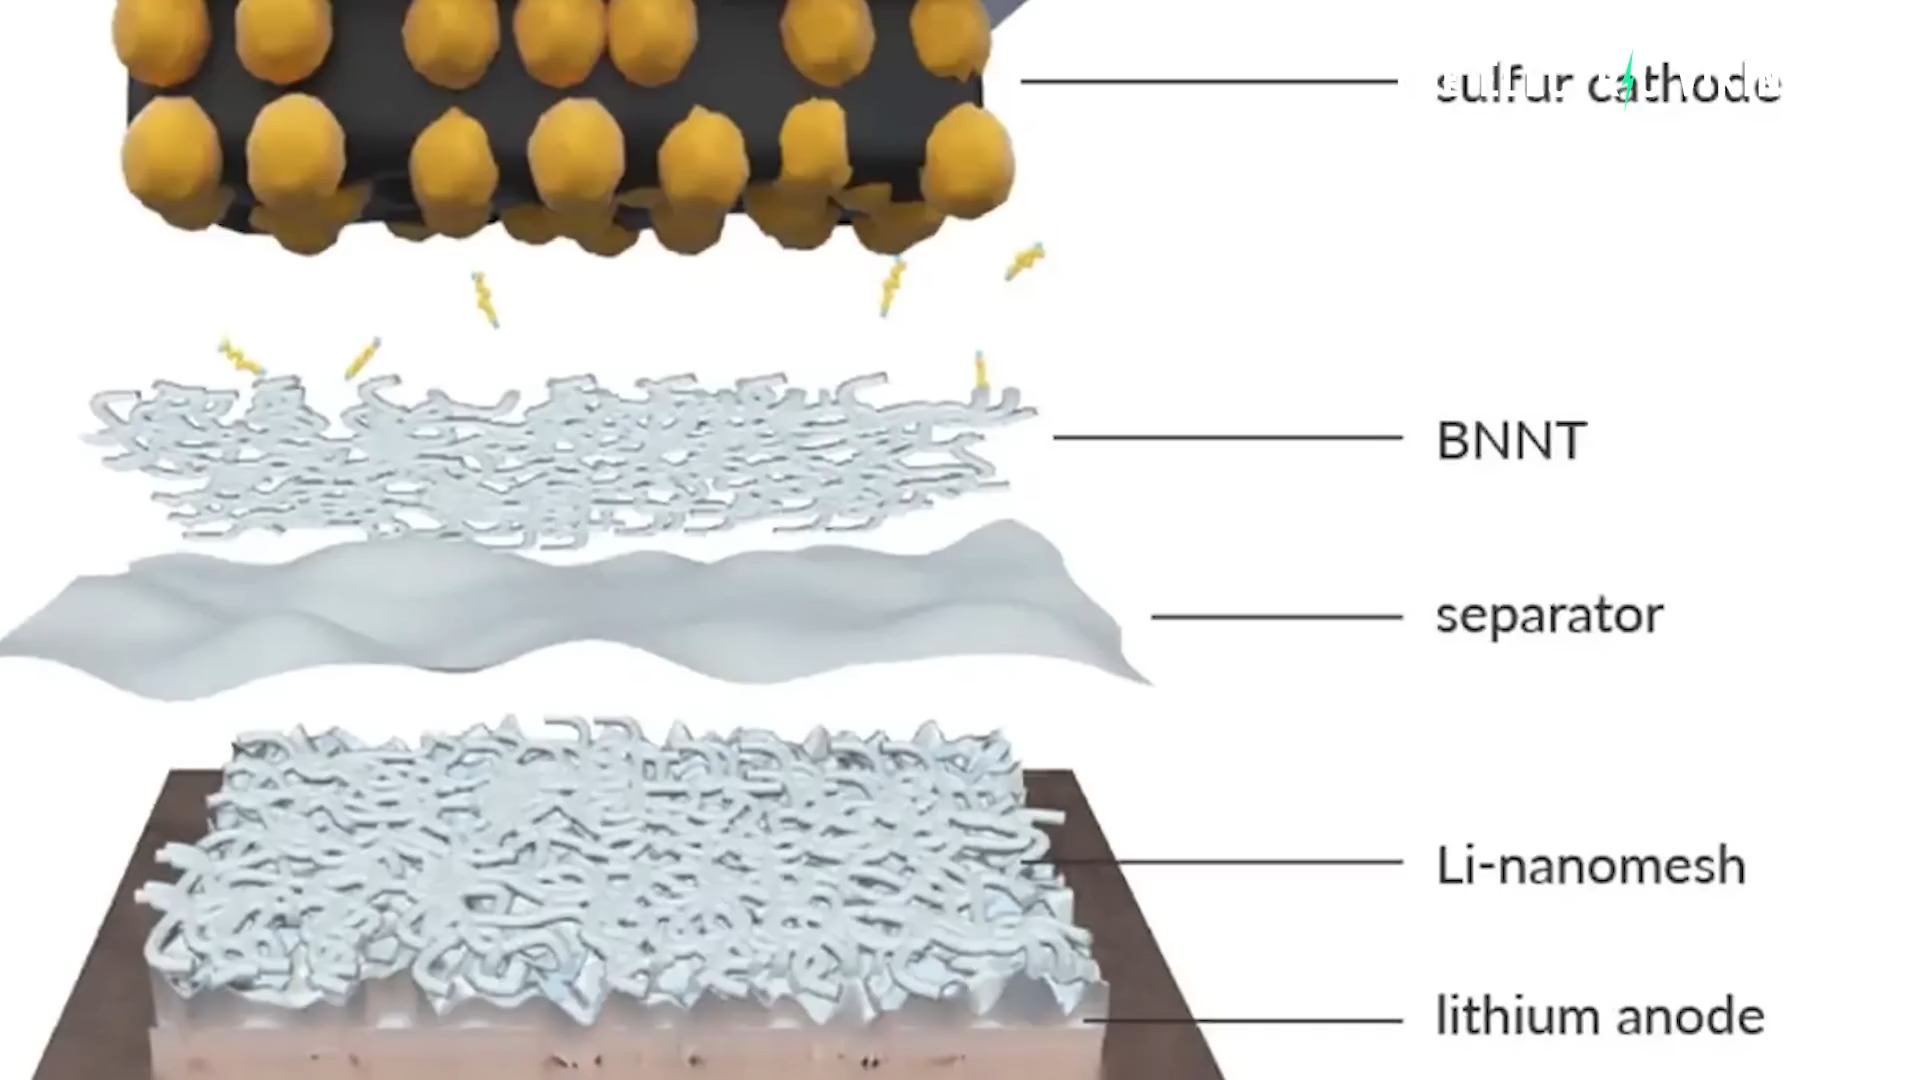 sulfur cathode
BNNT
separator
Li-nanomesh
lithium anode